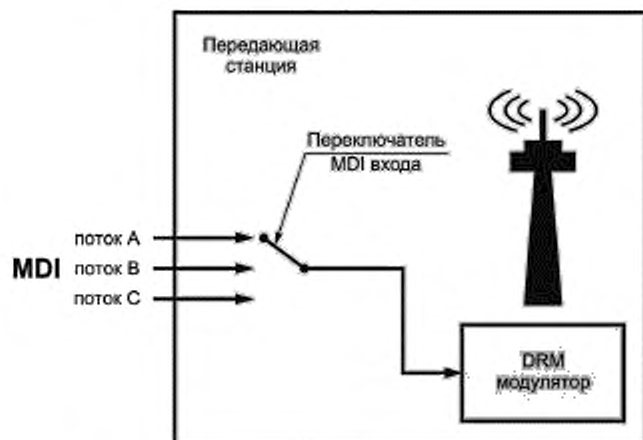 Передающая
станция
Переключатель
MDI входа
поток A
MDI поток B
поток C
DRM
модулятор